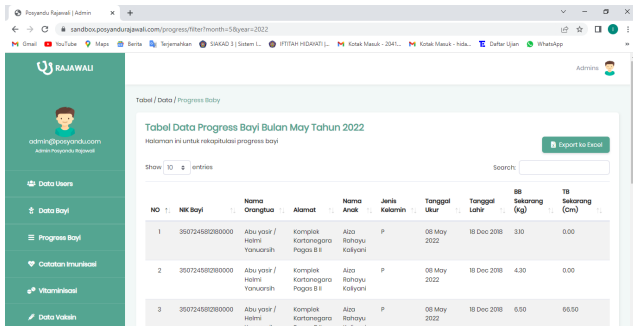 Posyandu Rajawali | Admin
sandbox.posyandurajawali.com/progress/filter?month=5&year=2022
Gmail YouTube Maps Berita Terjemahkan SIAKAD 3 | Sistem I... IFTITAH HIDAYATI (... Kotak Masuk - 2041... Kotak Masuk - hida... Daftar Ujian WhatsApp
RAJAWALI
Admins
admin@posyandu.com
Admin Posyandu Rajawali
Data Users
Data Bayi
Progress Bayi
Catatan Imunisasi
Vitaminisasi
Data Vaksin
Tabel / Data / Progress Baby
Tabel Data Progress Bayi Bulan May Tahun 2022
Halaman ini untuk rekapitulasi progress bayi
Export ke Excel
Show 10 entries
Search:
NO NIK Bayi Nama Orangtua Alamat Nama Anak Jenis Kelamin Tanggal Ukur Tanggal Lahir BB Sekarang (Kg) TB Sekarang (Cm)
1 3507245812180000 Abu yasir / Helmi Yanuarsih Komplek Kartanegara Pagas B II Aiza Rahayu Kaliyani P 08 May 2022 18 Dec 2018 3.10 0.00
2 3507245812180000 Abu yasir / Helmi Yanuarsih Komplek Kartanegara Pagas B II Aiza Rahayu Kaliyani P 08 May 2022 18 Dec 2018 4.30 0.00
3 3507245812180000 Abu yasir / Helmi Komplek Kartanegara Aiza Rahayu P 08 May 2022 18 Dec 2018 6.50 66.50